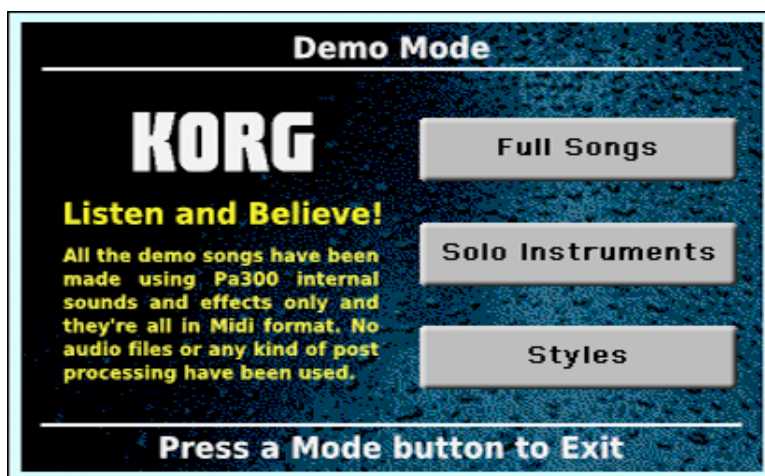 Demo Mode
KORG
Listen and Believe!
All the demo songs have been
made using Pa300 internal
sounds and effects only and
they're all in Midi format. No
audio files or any kind of post
processing have been used.
Full Songs
Solo Instruments
Styles
Press a Mode button to Exit